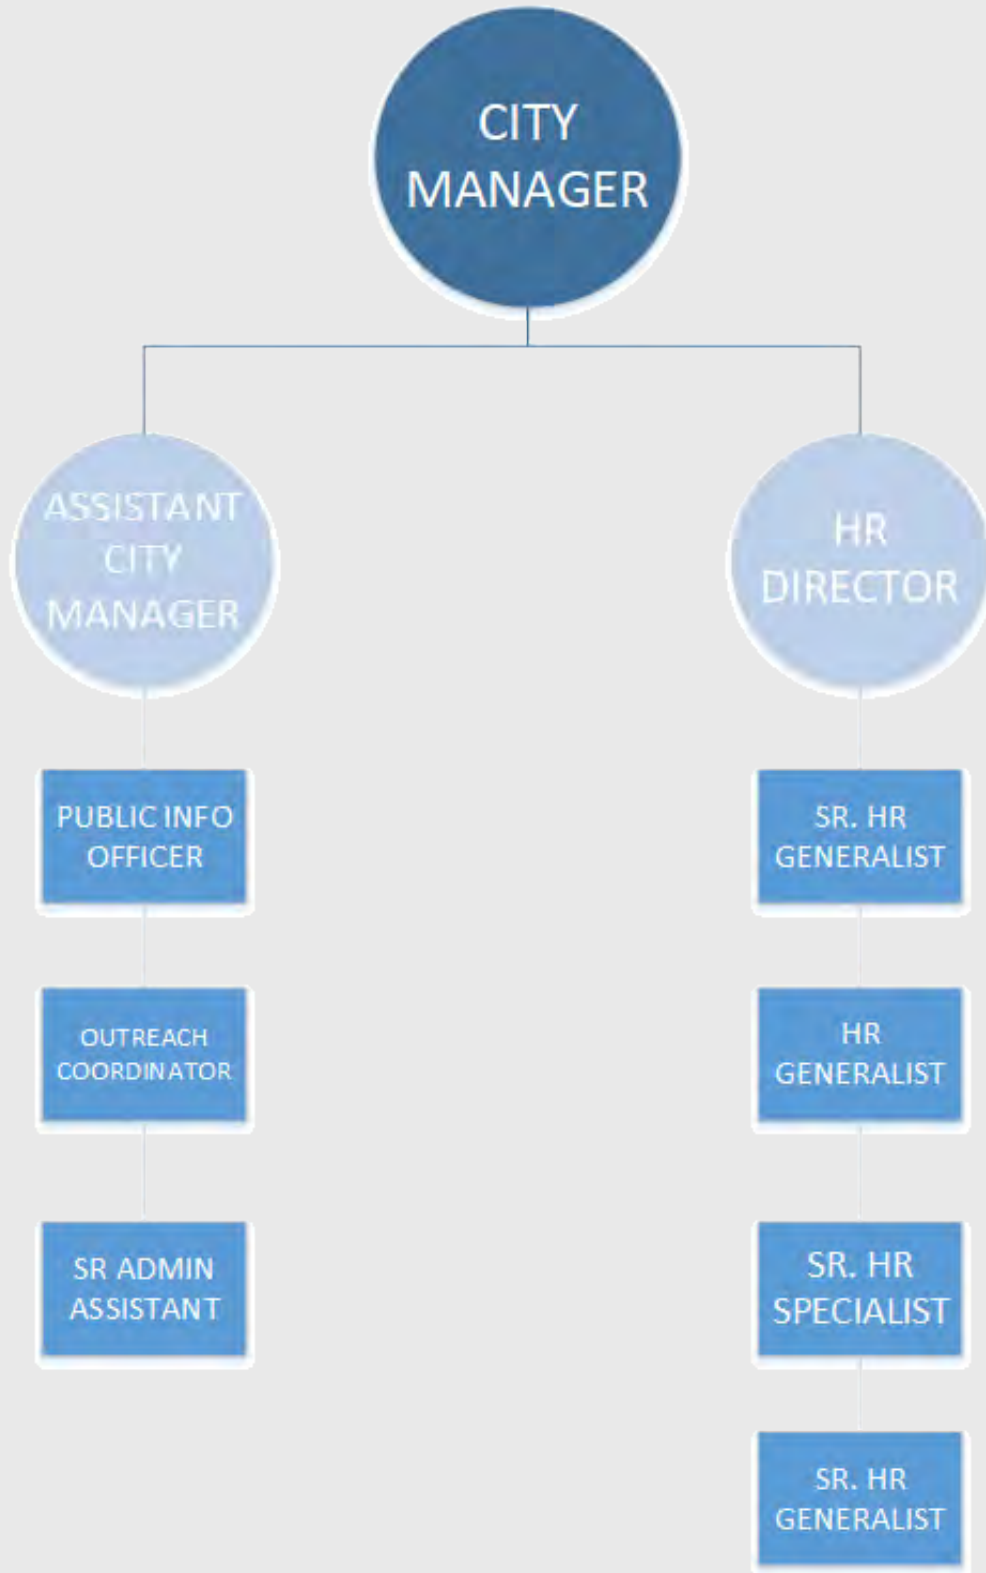 CITY
MANAGER
ASSISTANT
CITY
MANAGER
HR
DIRECTOR
PUBLIC INFO
OFFICER
SR. HR
GENERALIST
OUTREACH
COORDINATOR
HR
GENERALIST
SR ADMIN
ASSISTANT
SR. HR
SPECIALIST
SR. HR
GENERALIST